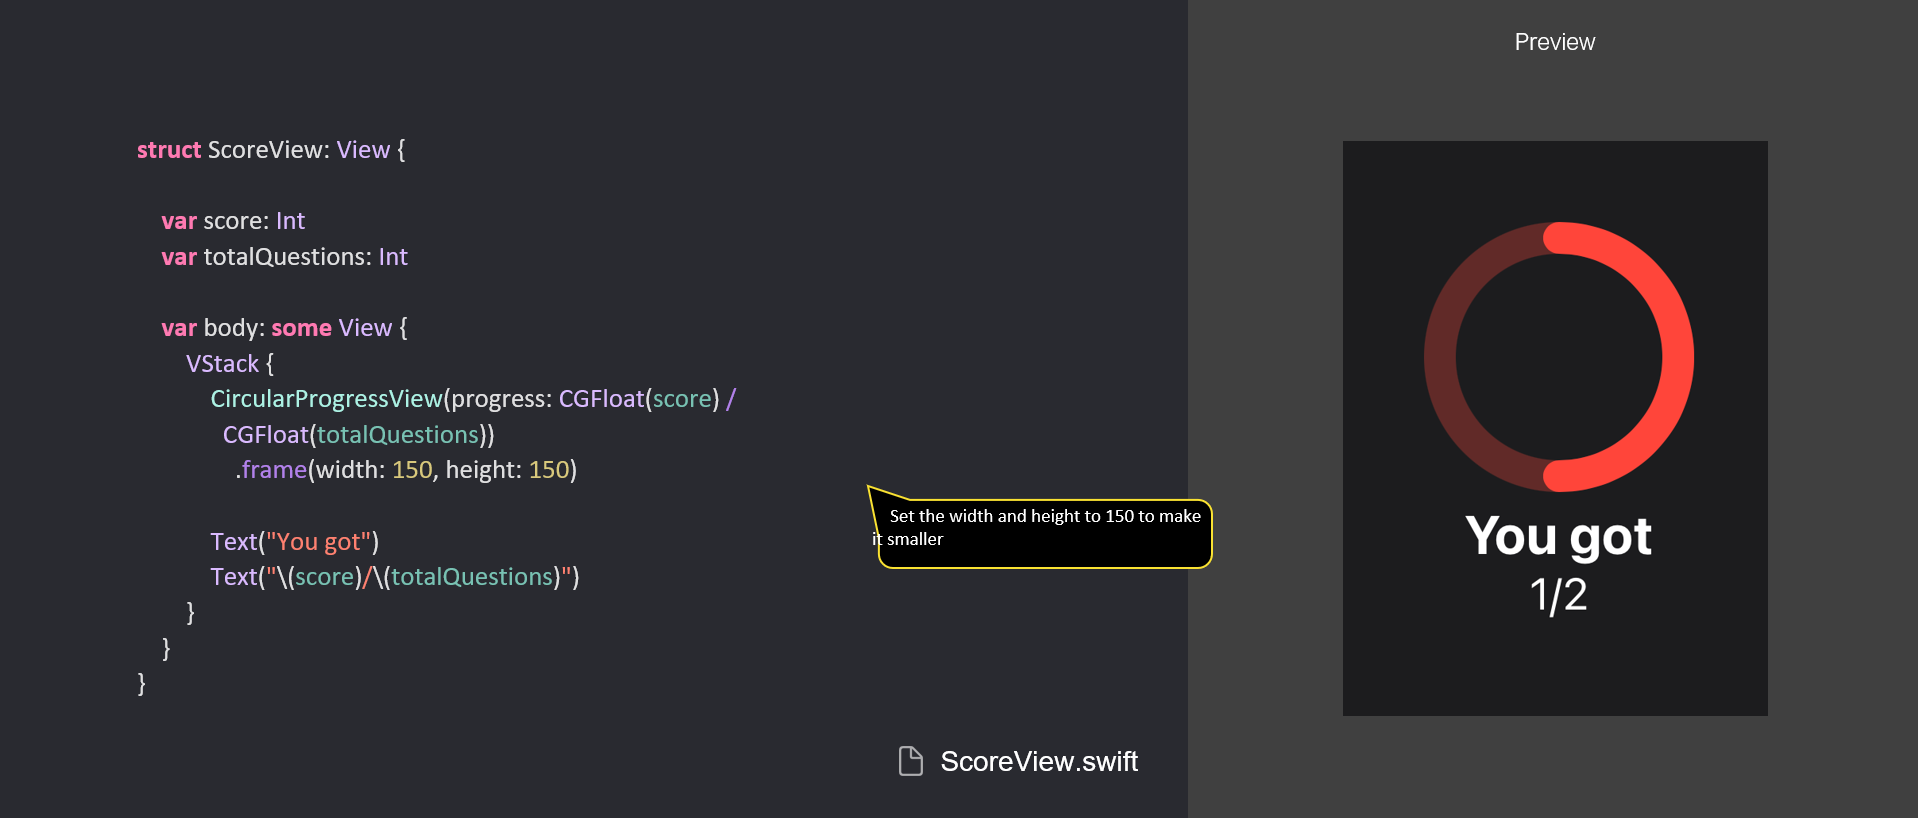 Preview
struct ScoreView: View {
var score: Int
var totalQuestions: Int
var body: some View {
VStack {
CircularProgressView(progress: CGFloat(score) /
CGFloat(totalQuestions))
.frame(width: 150, height: 150)
Set the width and height to 150 to make
it smaller
Text("You got")
Text("\(score)/\(totalQuestions)")
}
}
}
ScoreView.swift
You got
1/2